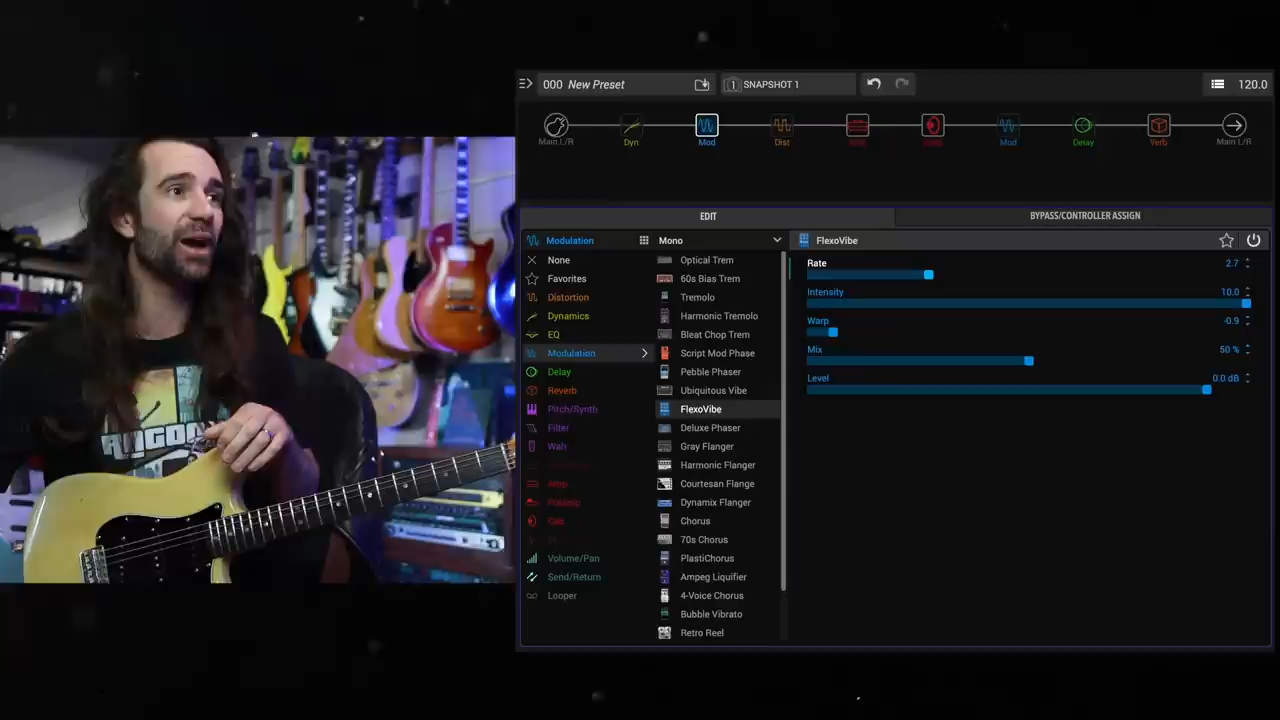 000 New Preset
1 SNAPSHOT 1
120.0
Main L/R
Dyn
Mod
Dist
Mod
Delay
Verb
Main L/R
EDIT
BYPASS/CONTROLLER ASSIGN
Modulation
Mono
FlexoVibe
None
Favorites
Distortion
Dynamics
EQ
Modulation
Delay
Reverb
Pitch/Synth
Filter
Wah
Amp
Preamp
Cab
Volume/Pan
Send/Return
Looper
Optical Trem
60s Bias Trem
Tremolo
Harmonic Tremolo
Bleat Chop Trem
Script Mod Phase
Pebble Phaser
Ubiquitous Vibe
FlexoVibe
Deluxe Phaser
Gray Flanger
Harmonic Flanger
Courtesan Flange
Dynamix Flanger
Chorus
70s Chorus
PlastiChorus
Ampeg Liquifier
4-Voice Chorus
Bubble Vibrato
Retro Reel
Rate 2.7
Intensity 10.0
Warp -0.9
Mix 50 %
Level 0.0 dB